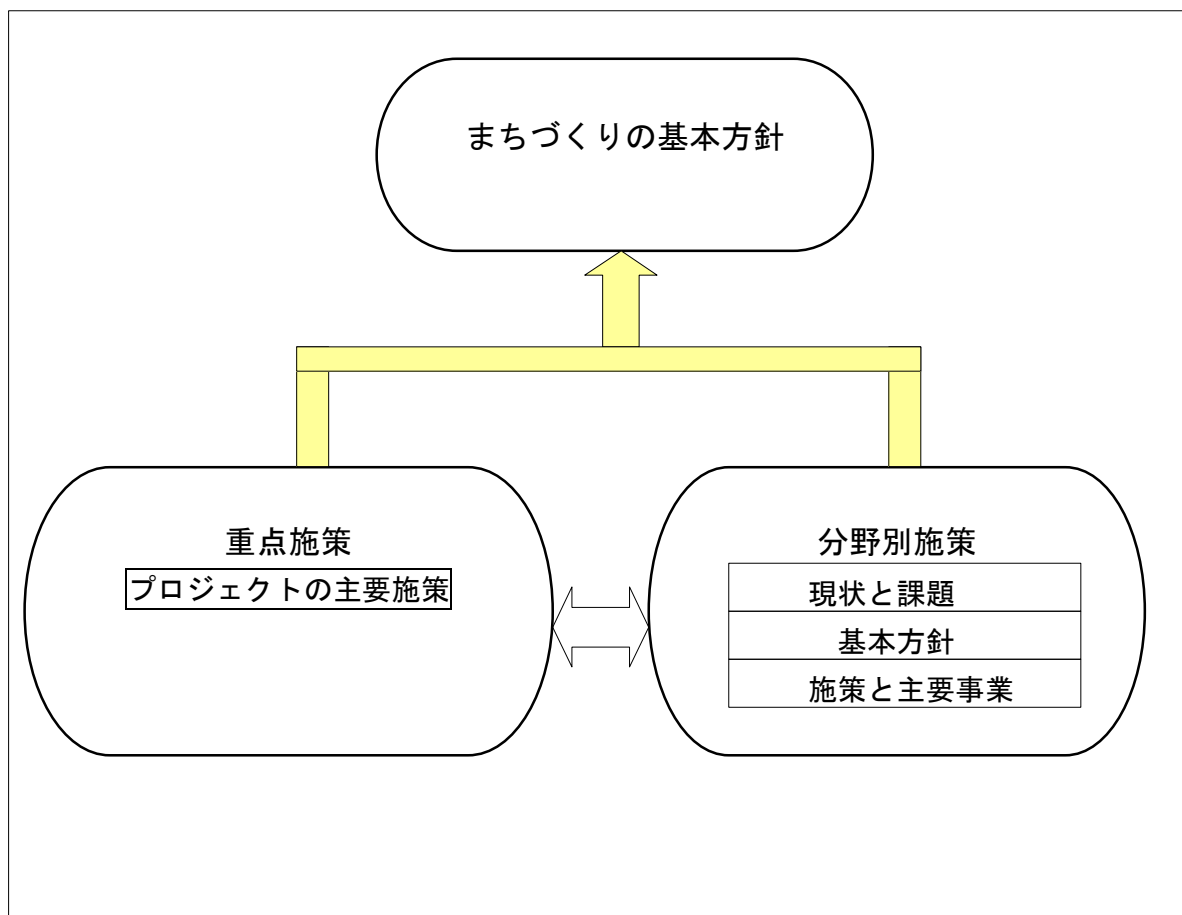 まちづくりの基本方針
重点施策
プロジェクトの主要施策
分野別施策
現状と課題
基本方針
施策と主要事業